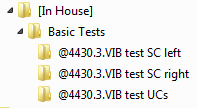 [In House]
Basic Tests
@4430.3.VIB test SC left
@4430.3.VIB test SC right
@4430.3.VIB test UCs